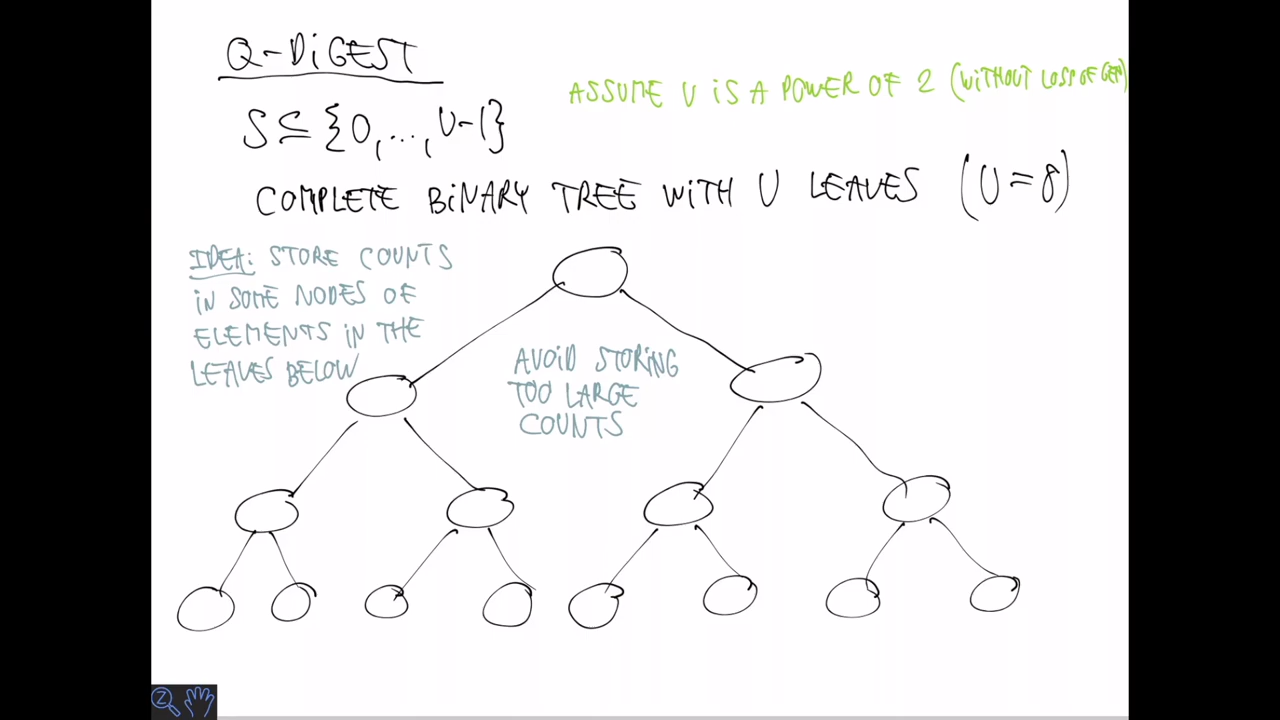 Q-DIGEST
ASSUME U IS A POWER OF 2 (WITHOUT LOSS OF GEN)
S ⊆ {0,...,U-1}
COMPLETE BINARY TREE WITH U LEAVES (U=8)
IDEA: STORE COUNTS
IN SOME NODES OF
ELEMENTS IN THE
LEAVES BELOW
AVOID STORING
TOO LARGE
COUNTS
Z